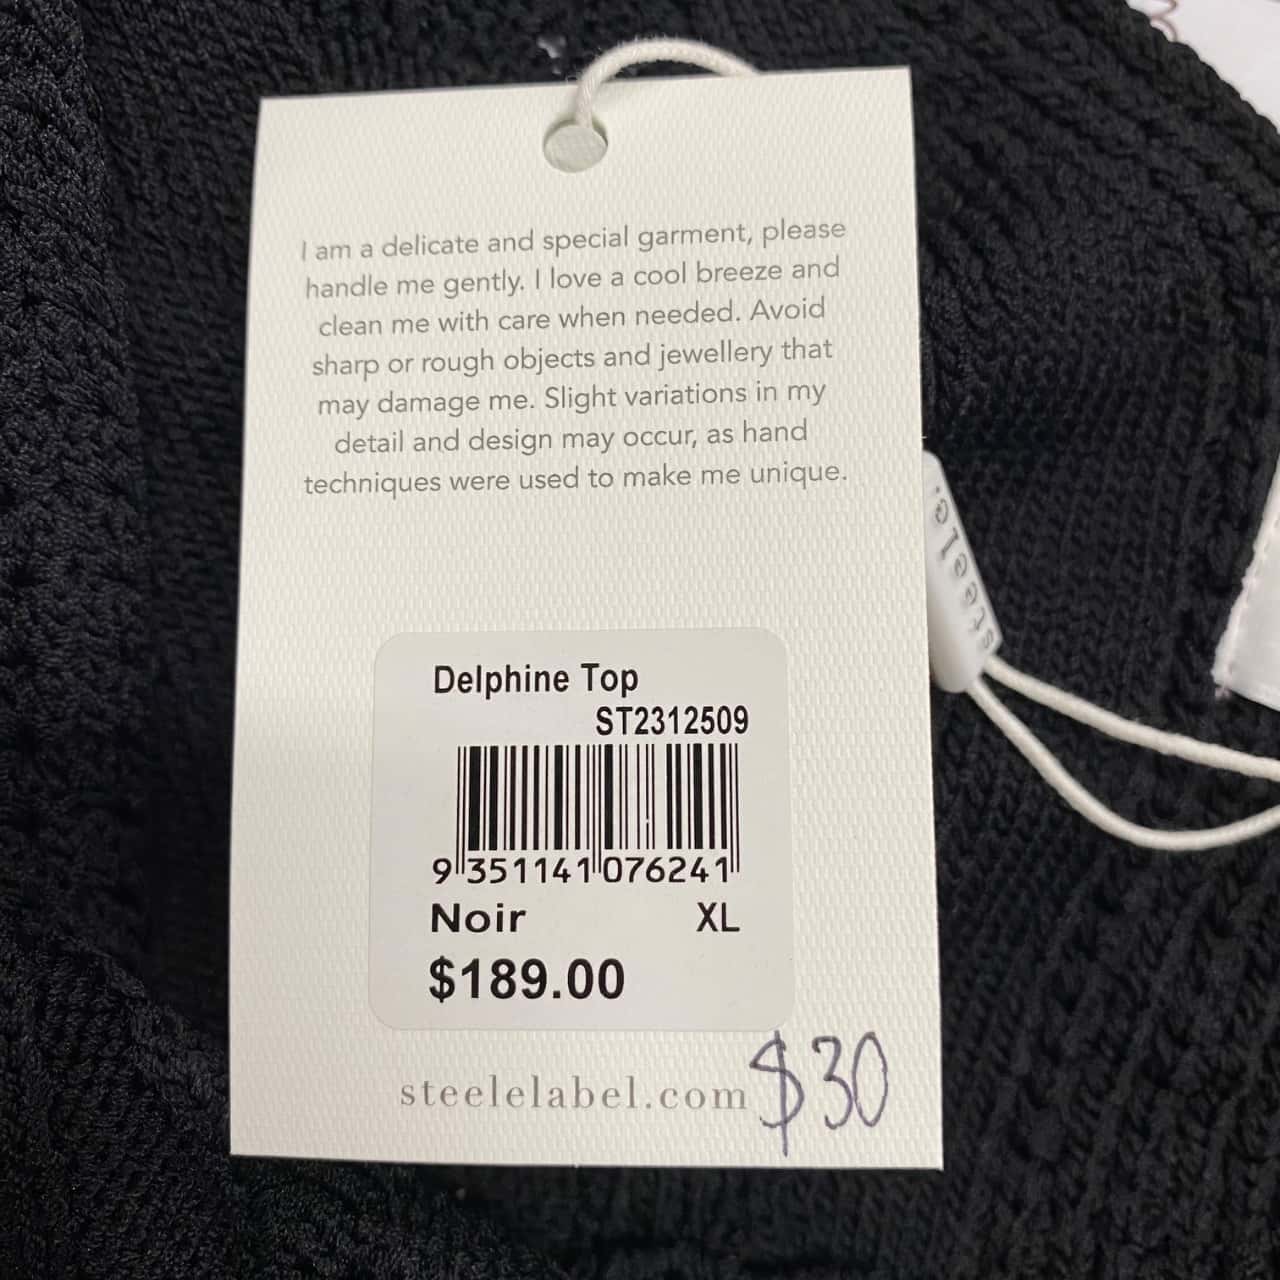 I am a delicate and special garment, please
handle me gently. I love a cool breeze and
clean me with care when needed. Avoid
sharp or rough objects and jewellery that
may damage me. Slight variations in my
detail and design may occur, as hand
techniques were used to make me unique.
steele.
Delphine Top
ST2312509
9 351141 076241
Noir XL
$189.00
steelelabel.com $30